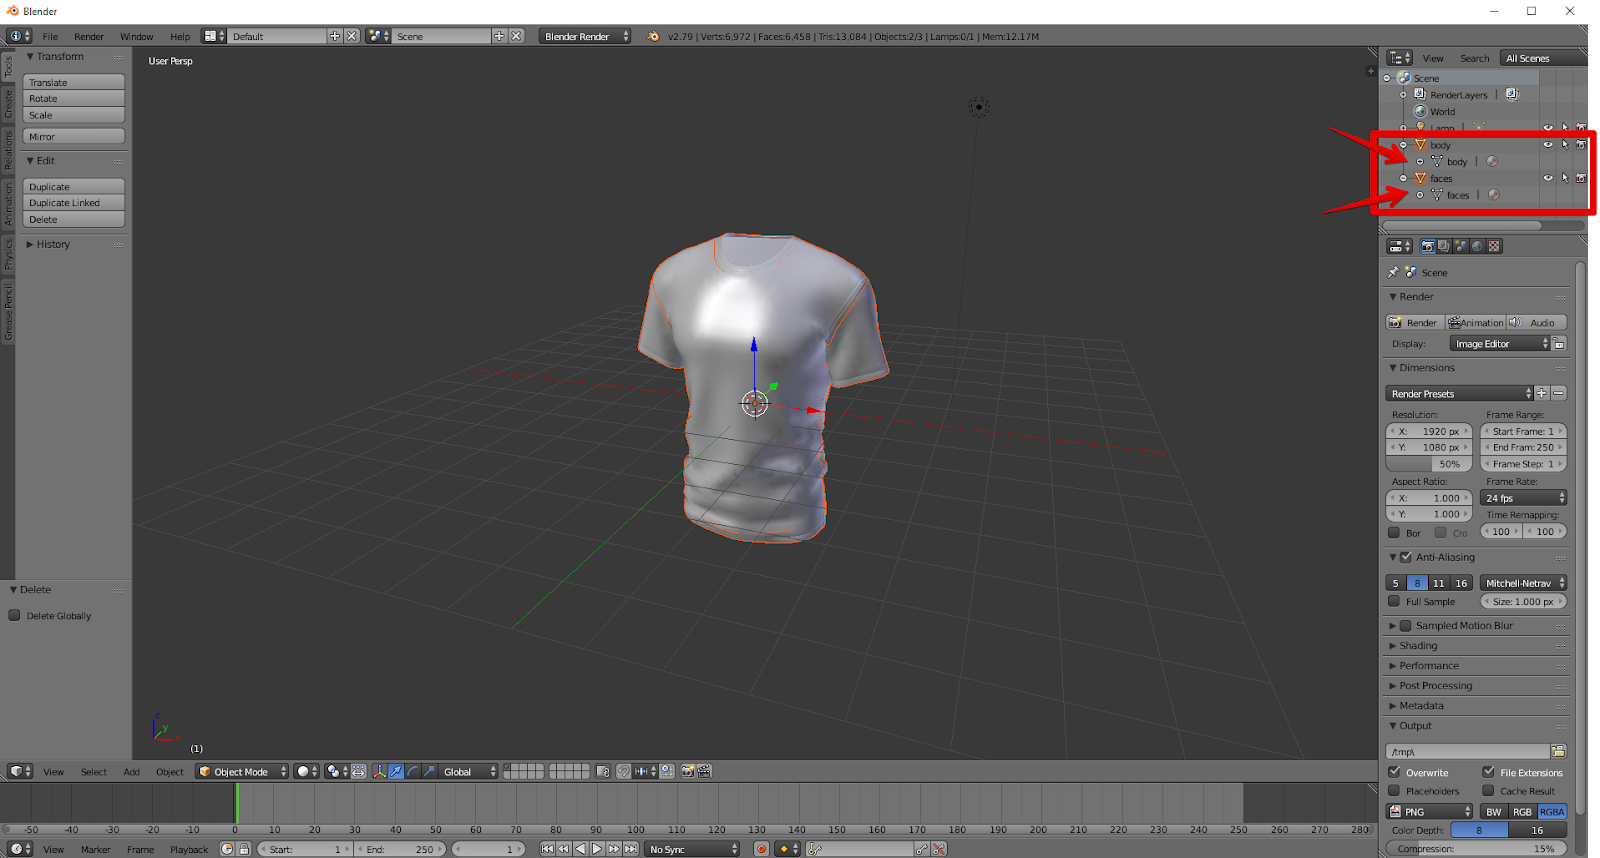 Blender
File Render Window Help Default Scene Blender Render v2.79 | Verts:6,972 | Faces:6,458 | Tris:13,084 | Objects:2/3 | Lamps:0/1 | Mem:12.17M
Tools
Create
Relations
Animation
Physics
Grease Pencil
Transform
Translate
Rotate
Scale
Mirror
Edit
Duplicate
Duplicate Linked
Delete
History
Delete
Delete Globally
User Persp
z
y
x
(1)
View Search All Scenes
Scene
RenderLayers |
World
Lamp |
body
body |
faces
faces |
Scene
Render
Render Animation Audio
Display: Image Editor
Dimensions
Render Presets
Resolution: Frame Range:
X: 1920 px Start Frame: 1
Y: 1080 px End Fram: 250
50% Frame Step: 1
Aspect Ratio: Frame Rate:
X: 1.000 24 fps
Y: 1.000 Time Remapping:
Bor Cro 100 100
Anti-Aliasing
5 8 11 16 Mitchell-Netrav
Full Sample Size: 1.000 px
Sampled Motion Blur
Shading
Performance
Post Processing
Metadata
Output
/tmp\
Overwrite File Extensions
Placeholders Cache Result
PNG BW RGB RGBA
Color Depth: 8 16
Compression: 15%
View Select Add Object Object Mode Global
-50 -40 -30 -20 -10 0 10 20 30 40 50 60 70 80 90 100 110 120 130 140 150 160 170 180 190 200 210 220 230 240 250 260 270 280
View Marker Frame Playback Start: 1 End: 250 1 No Sync